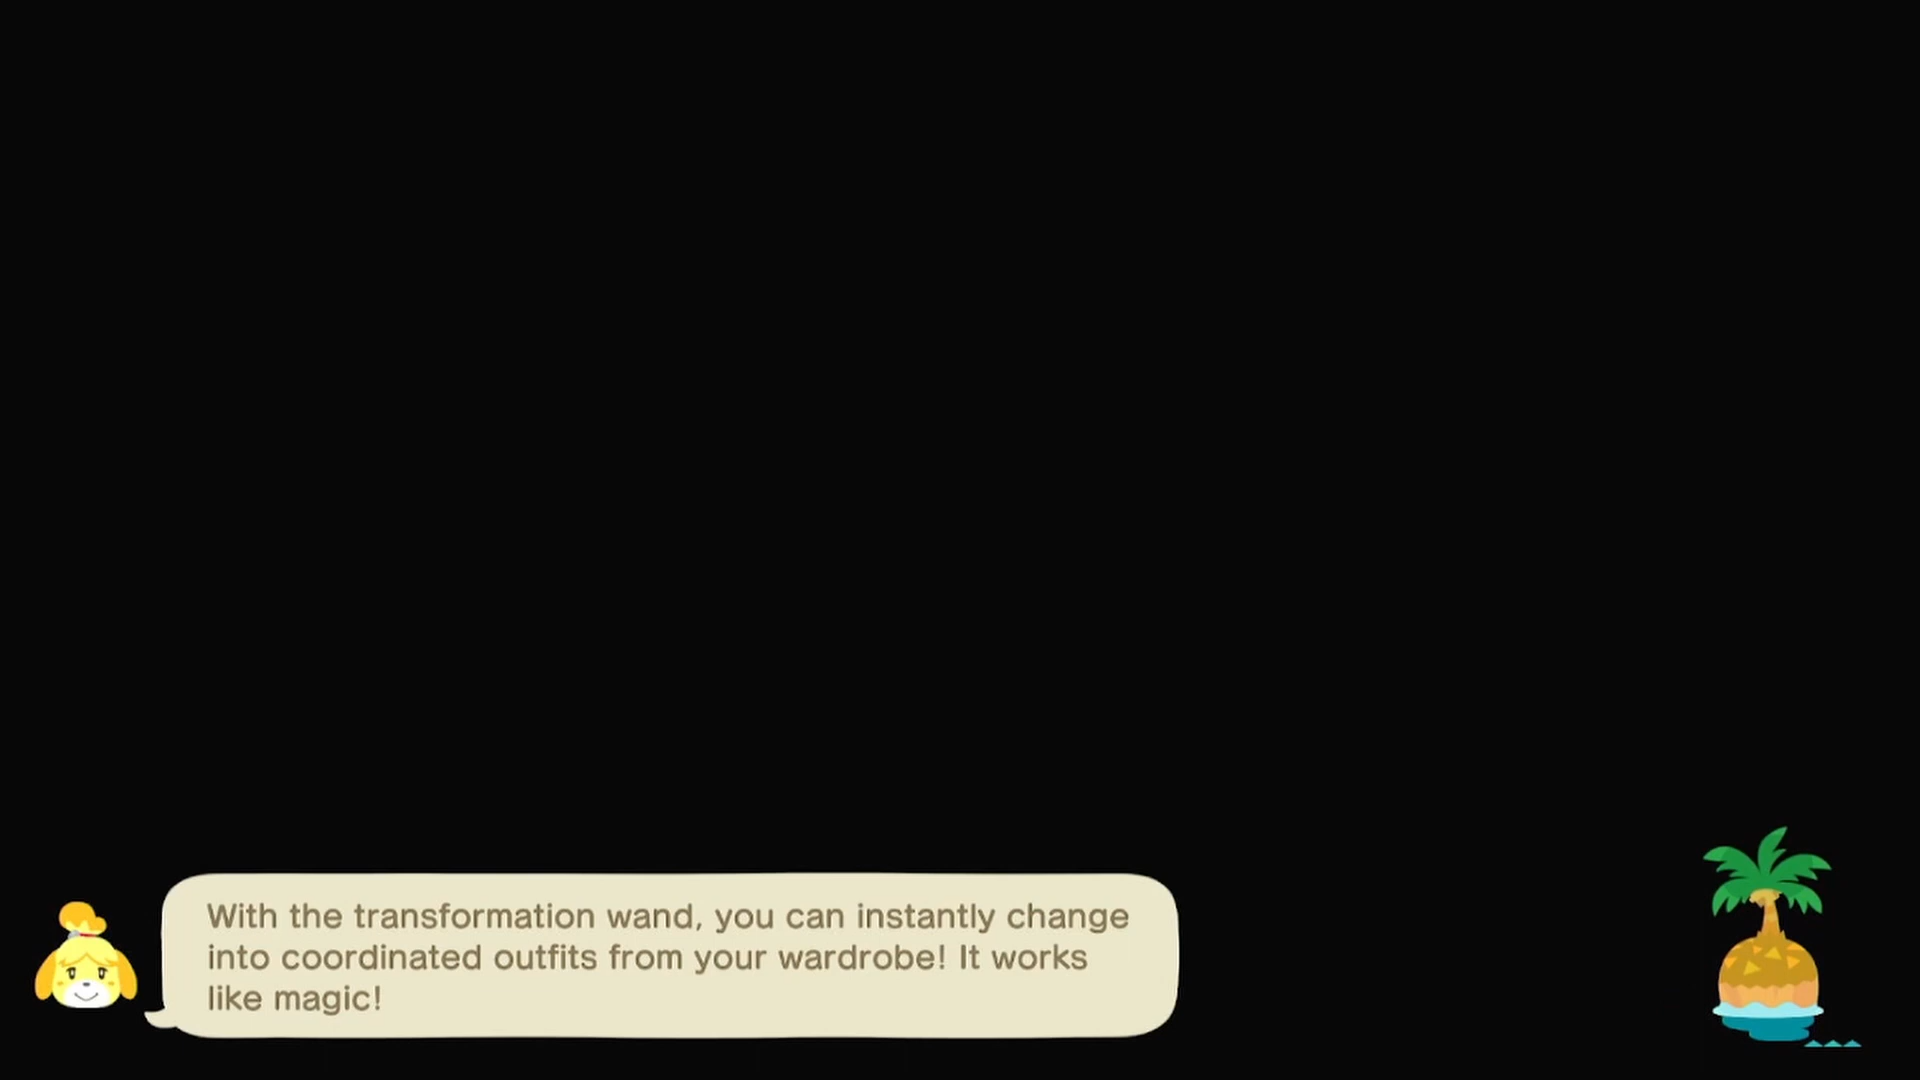 With the transformation wand, you can instantly change
into coordinated outfits from your wardrobe! It works
like magic!